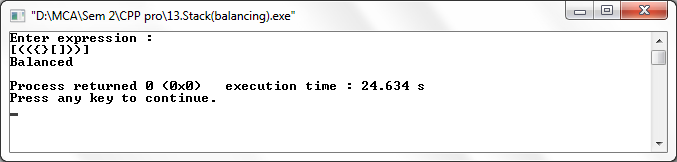 "D:\MCA\Sem 2\CPP pro\13.Stack(balancing).exe"
Enter expression :
[(({}[]))]
Balanced
Process returned 0 (0x0)   execution time : 24.634 s
Press any key to continue.